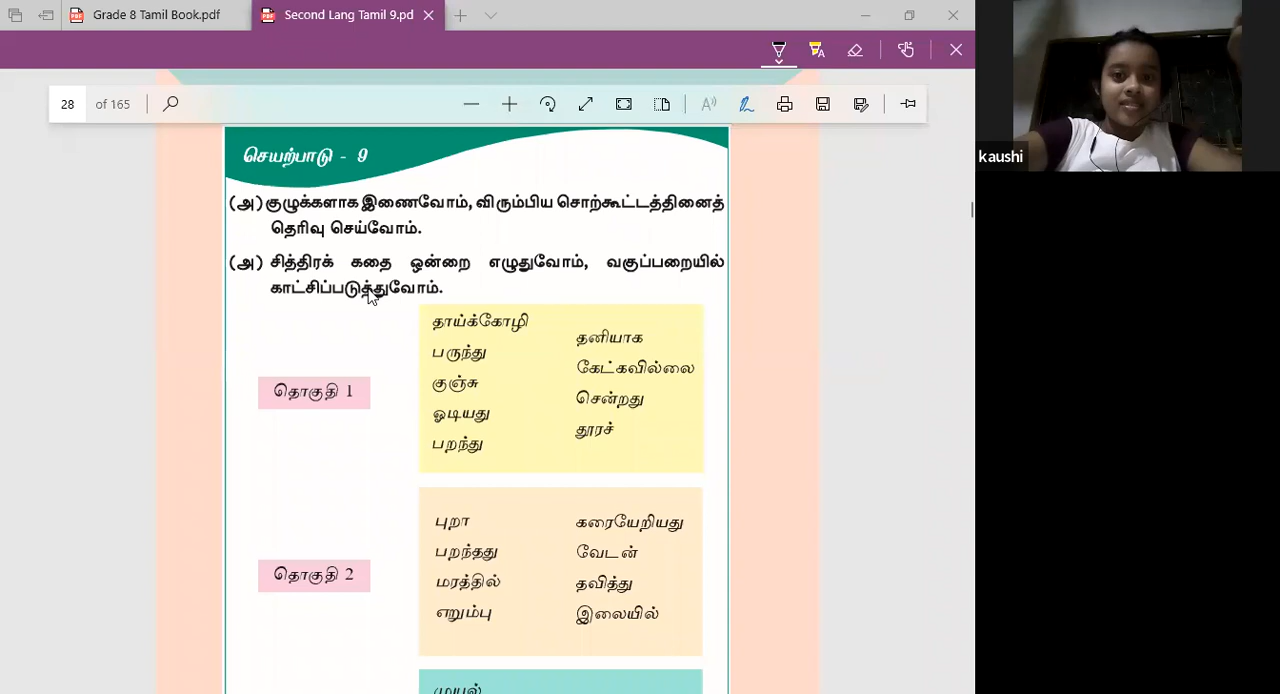 Grade 8 Tamil Book.pdf
Second Lang Tamil 9.pd
28 of 165
kaushi
செயற்பாடு - 9
(அ) குழுக்களாக இணைவோம், விரும்பிய சொற்கூட்டத்தினைத்
தெரிவு செய்வோம்.
(அ) சித்திரக் கதை ஒன்றை எழுதுவோம், வகுப்பறையில்
காட்சிப்படுத்துவோம்.
தொகுதி 1
தாய்க்கோழி
பருந்து
குஞ்சு
ஓடியது
பறந்து
தனியாக
கேட்கவில்லை
சென்றது
தூரச்
தொகுதி 2
புறா
பறந்தது
மரத்தில்
எறும்பு
கரையேறியது
வேடன்
தவித்து
இலையில்
முயல்